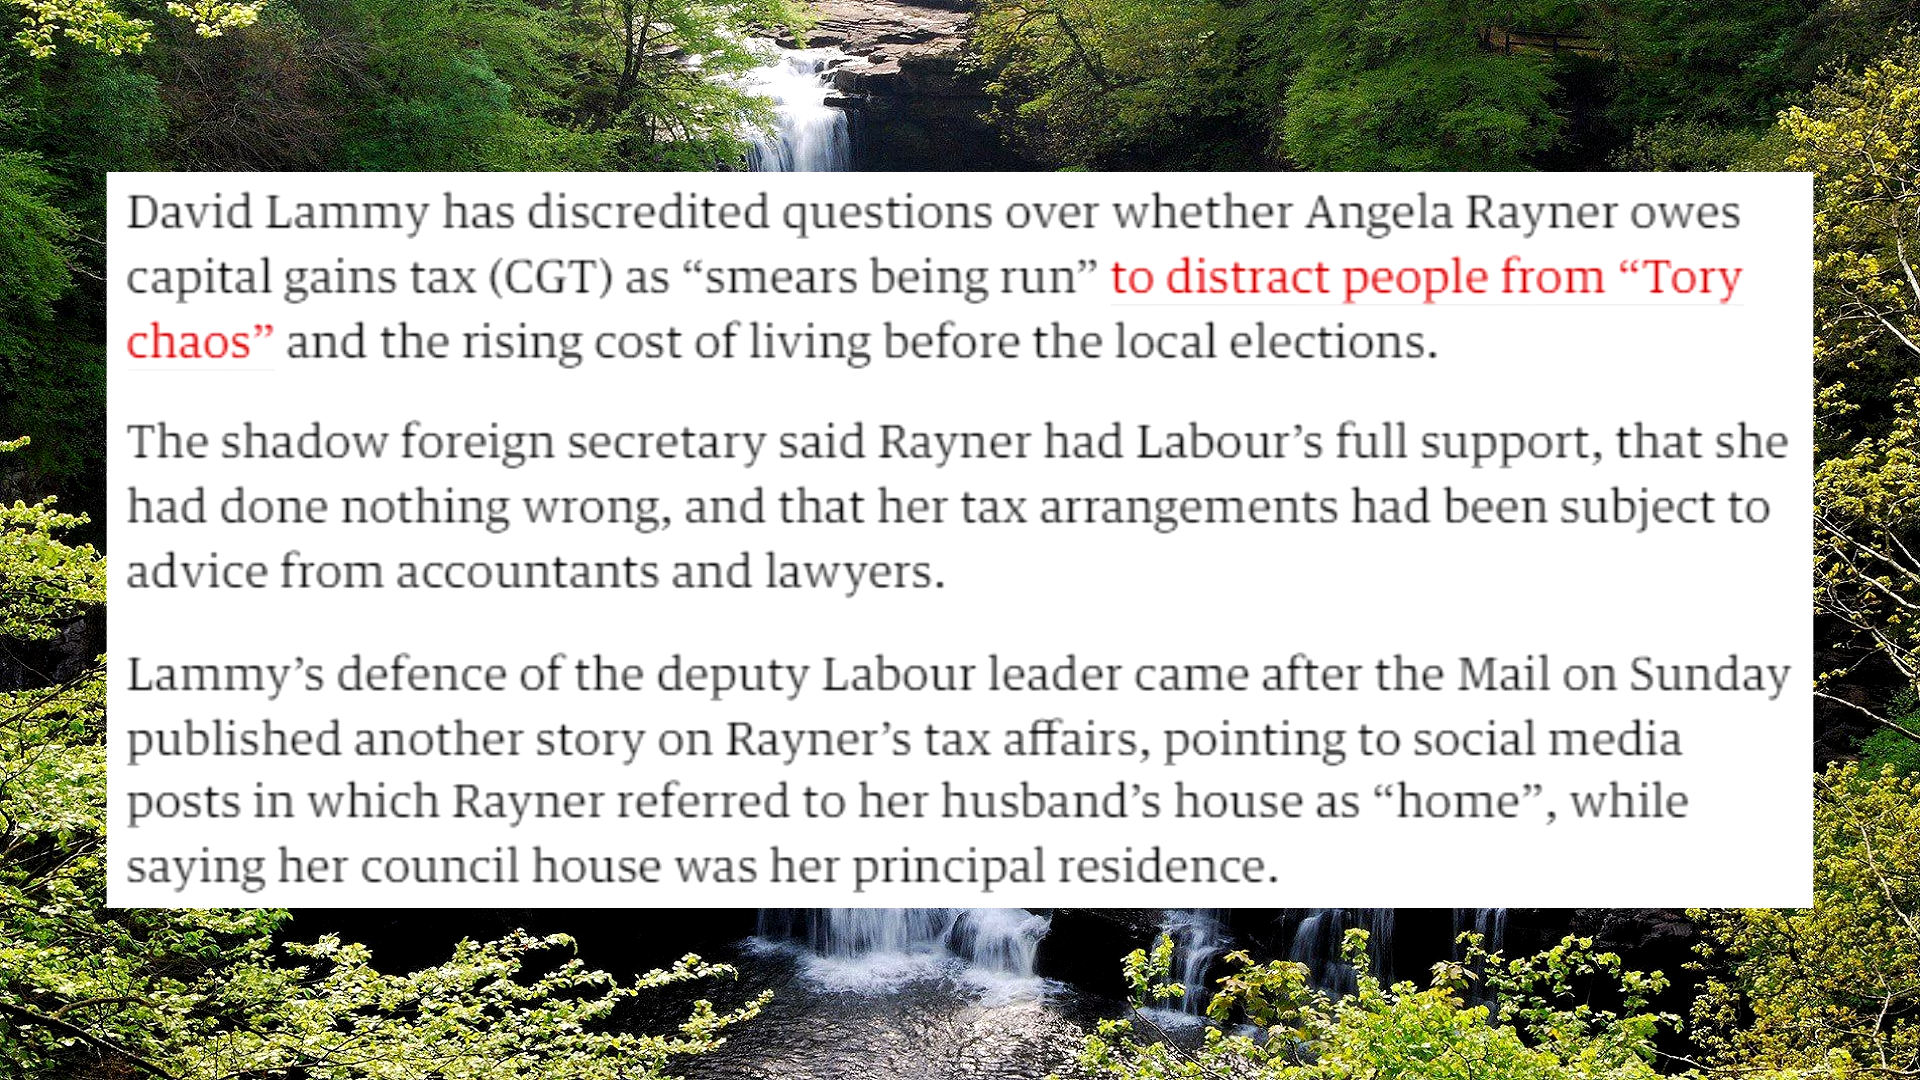 David Lammy has discredited questions over whether Angela Rayner owes
capital gains tax (CGT) as “smears being run” to distract people from “Tory
chaos” and the rising cost of living before the local elections.
The shadow foreign secretary said Rayner had Labour’s full support, that she
had done nothing wrong, and that her tax arrangements had been subject to
advice from accountants and lawyers.
Lammy’s defence of the deputy Labour leader came after the Mail on Sunday
published another story on Rayner’s tax affairs, pointing to social media
posts in which Rayner referred to her husband’s house as “home”, while
saying her council house was her principal residence.